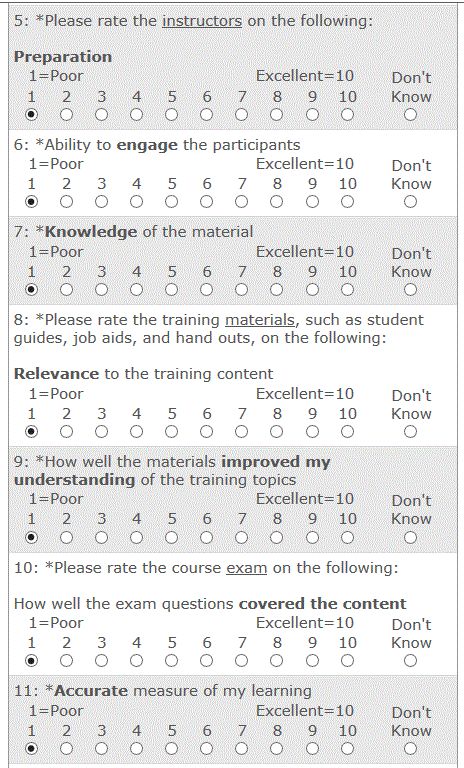 5: *Please rate the instructors on the following:
Preparation
1=Poor Excellent=10 Don't
1 2 3 4 5 6 7 8 9 10 Know
6: *Ability to engage the participants
1=Poor Excellent=10 Don't
1 2 3 4 5 6 7 8 9 10 Know
7: *Knowledge of the material
1=Poor Excellent=10 Don't
1 2 3 4 5 6 7 8 9 10 Know
8: *Please rate the training materials, such as student
guides, job aids, and hand outs, on the following:
Relevance to the training content
1=Poor Excellent=10 Don't
1 2 3 4 5 6 7 8 9 10 Know
9: *How well the materials improved my
understanding of the training topics
1=Poor Excellent=10 Don't
1 2 3 4 5 6 7 8 9 10 Know
10: *Please rate the course exam on the following:
How well the exam questions covered the content
1=Poor Excellent=10 Don't
1 2 3 4 5 6 7 8 9 10 Know
11: *Accurate measure of my learning
1=Poor Excellent=10 Don't
1 2 3 4 5 6 7 8 9 10 Know